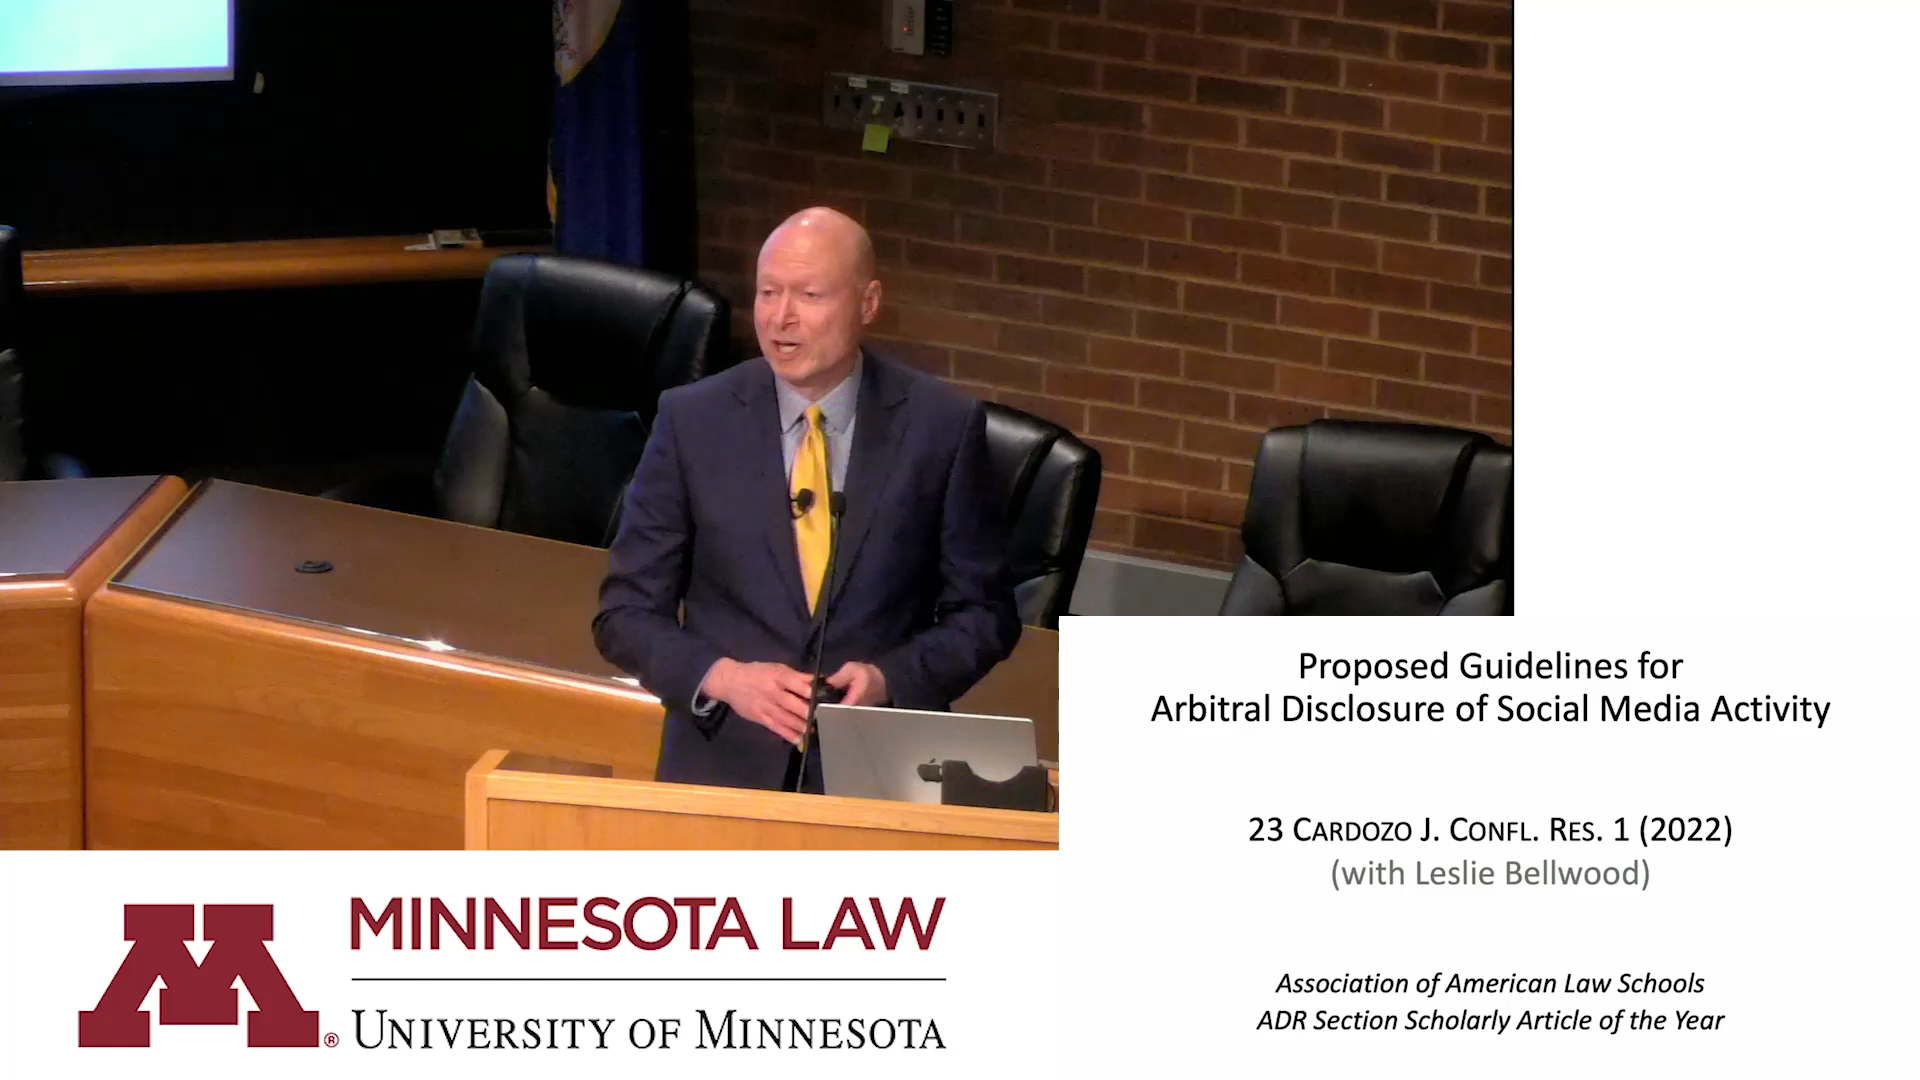 Proposed Guidelines for
Arbitral Disclosure of Social Media Activity
23 CARDOZO J. CONFL. RES. 1 (2022)
(with Leslie Bellwood)
Association of American Law Schools
ADR Section Scholarly Article of the Year
M®
MINNESOTA LAW
UNIVERSITY OF MINNESOTA